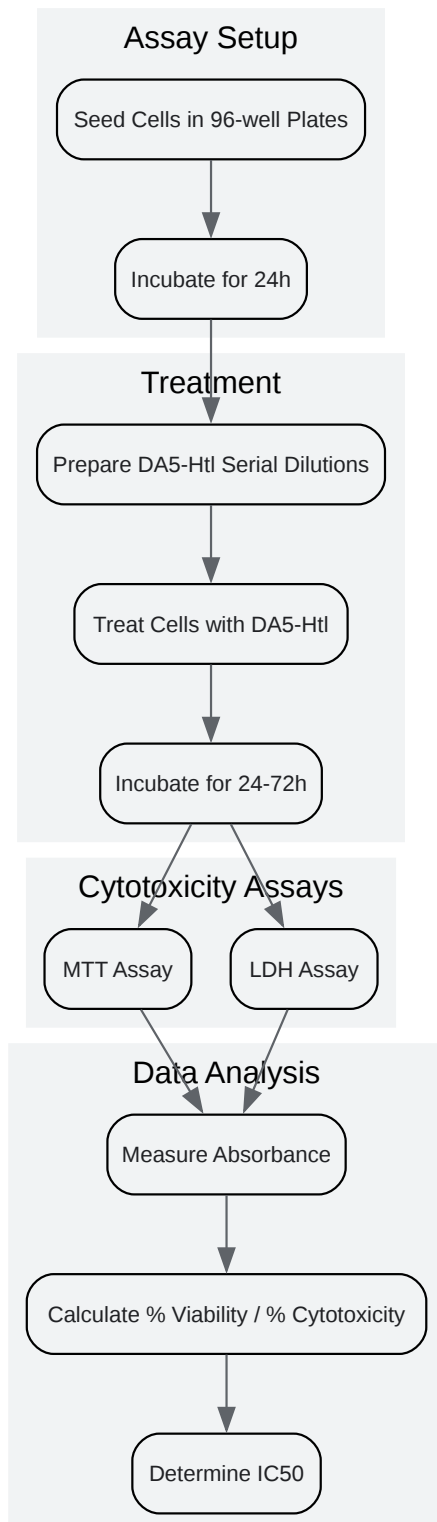 Assay Setup
Seed Cells in 96-well Plates
Incubate for 24h
Treatment
Prepare DA5-Htl Serial Dilutions
Treat Cells with DA5-Htl
Incubate for 24-72h
Cytotoxicity Assays
MTT Assay
LDH Assay
Data Analysis
Measure Absorbance
Calculate % Viability / % Cytotoxicity
Determine IC50